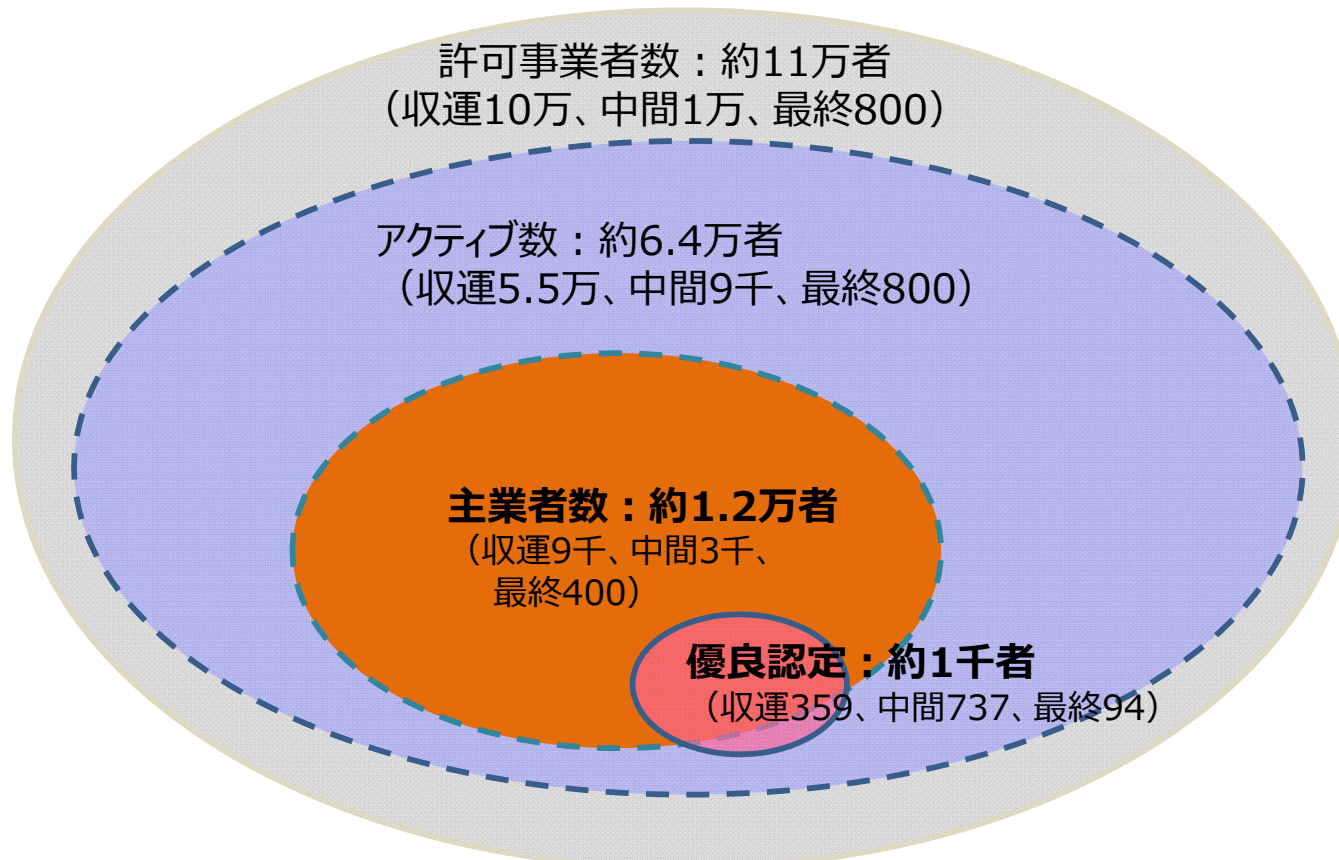 許可事業者数：約11万者
（収運10万、中間1万、最終800）
アクティブ数：約6.4万者
（収運5.5万、中間9千、最終800）
主業者数：約1.2万者
（収運9千、中間3千、
最終400）
優良認定：約1千者
（収運359、中間737、最終94）